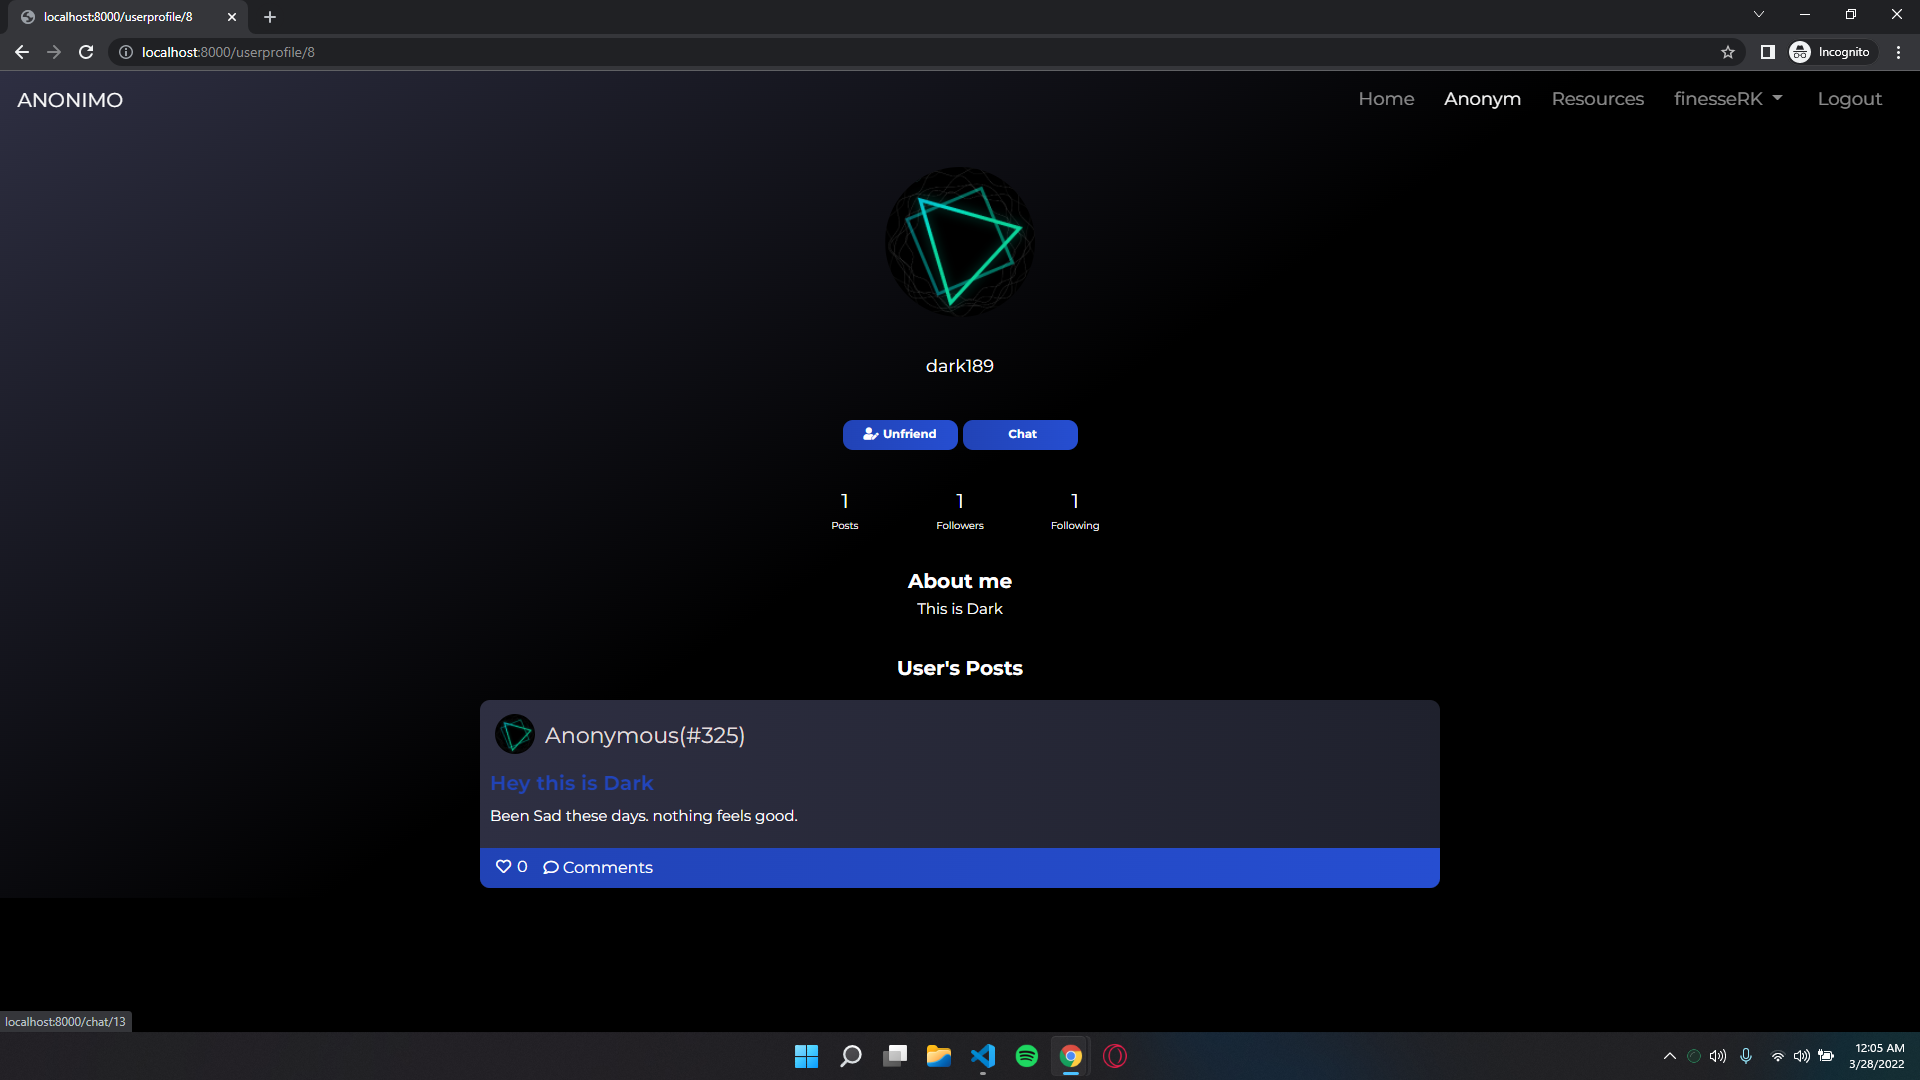 localhost:8000/userprofile/8
localhost:8000/userprofile/8
Incognito
ANONIMO
Home
Anonym
Resources
finesseRK
Logout
dark189
Unfriend
Chat
1
1
1
Posts
Followers
Following
About me
This is Dark
User's Posts
Anonymous(#325)
Hey this is Dark
Been Sad these days. nothing feels good.
0
Comments
localhost:8000/chat/13
12:05 AM
3/28/2022